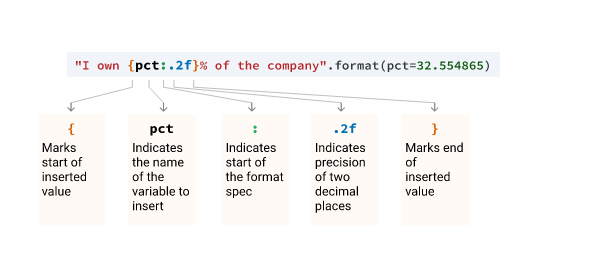 "I own {pct:.2f}% of the company".format(pct=32.554865)
{
Marks
start of
inserted
value
pct
Indicates
the name
of the
variable to
insert
:
Indicates
start of
the format
spec
.2f
Indicates
precision
of two
decimal
places
}
Marks end
of
inserted
value